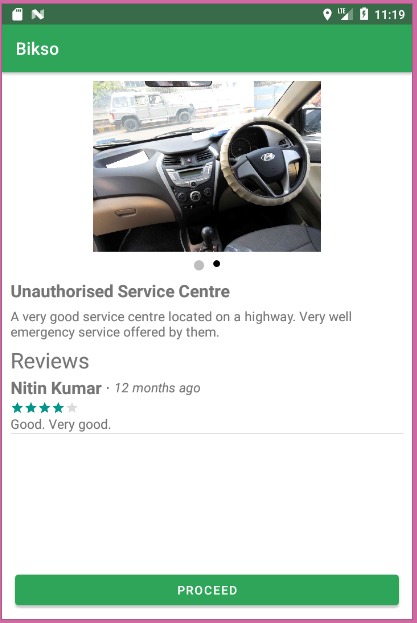 LTE 11:19
Bikso
Unauthorised Service Centre
A very good service centre located on a highway. Very well
emergency service offered by them.
Reviews
Nitin Kumar · 12 months ago
Good. Very good.
PROCEED